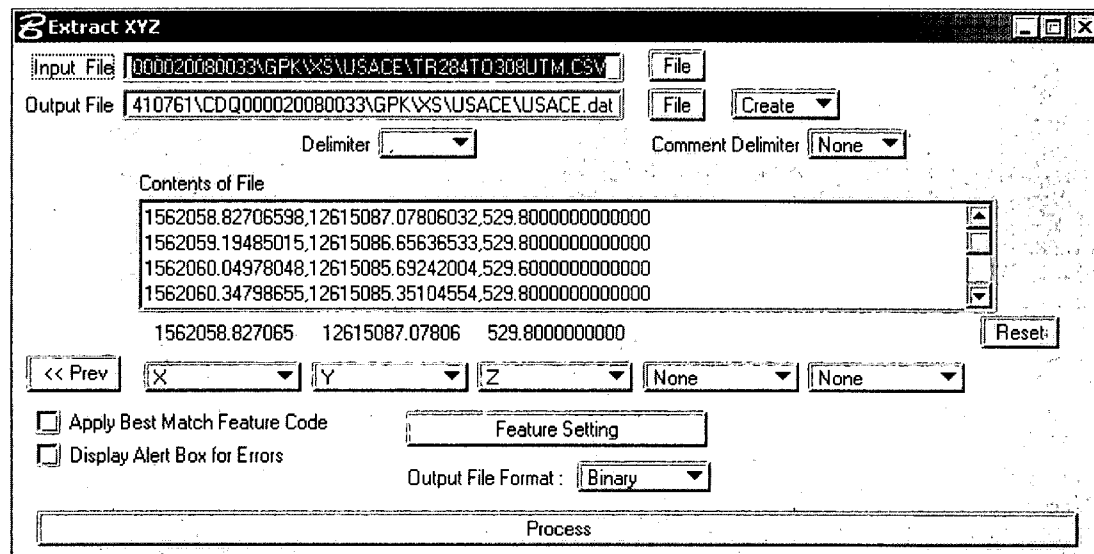 Extract XYZ
Input File 000020080033\GPK\XS\USACE\TR284TO308UTM.CSV File
Output File 410761\CDQ000020080033\GPK\XS\USACE\USACE.dat File Create
Delimiter , Comment Delimiter None
Contents of File
1562058.82706598,12615087.07806032,529.8000000000000
1562059.19485015,12615086.65636533,529.8000000000000
1562060.04978048,12615085.69242004,529.6000000000000
1562060.34798655,12615085.35104554,529.8000000000000
1562058.827065 12615087.07806 529.8000000000 Reset
<< Prev X Y Z None None
Apply Best Match Feature Code Feature Setting
Display Alert Box for Errors
Output File Format : Binary
Process